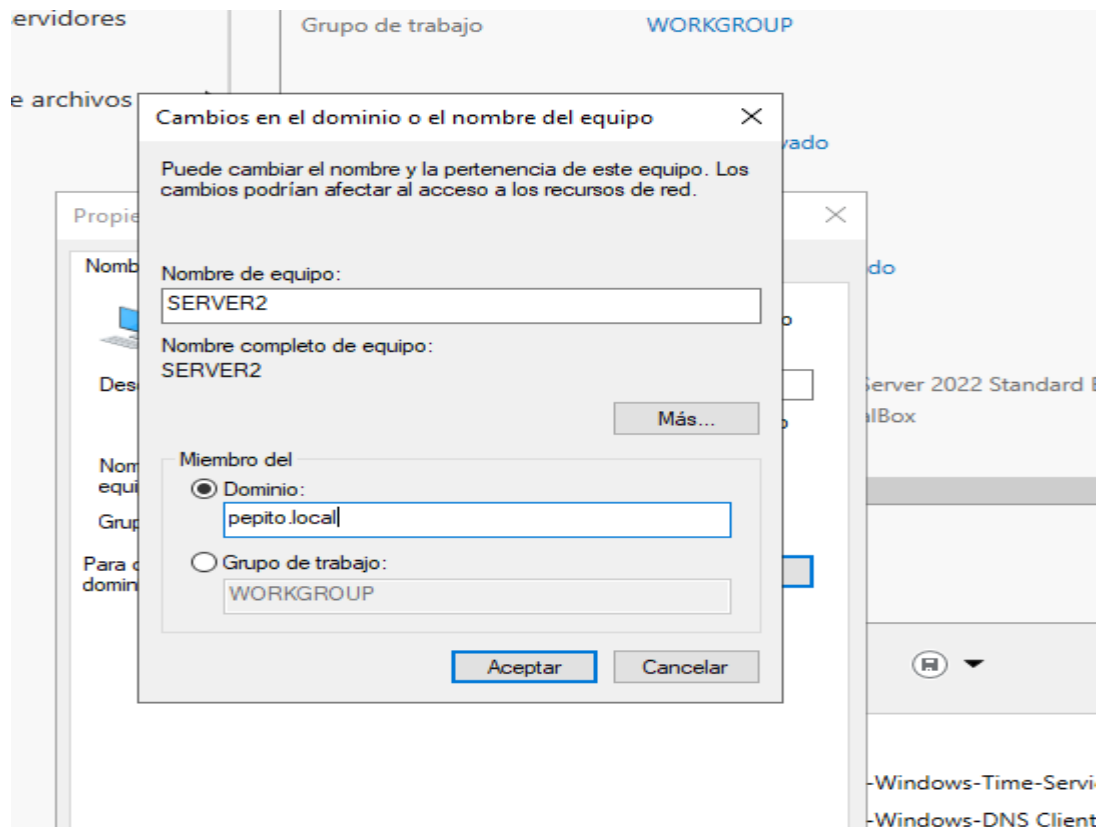 ervidores
Grupo de trabajo
WORKGROUP
e archivos
Cambios en el dominio o el nombre del equipo
vado
Puede cambiar el nombre y la pertenencia de este equipo. Los
cambios podrían afectar al acceso a los recursos de red.
Propie
Nomb
do
Nombre de equipo:
SERVER2
o
Nombre completo de equipo:
SERVER2
Des
Server 2022 Standard
Más...
alBox
Nom
equi
Miembro del
Dominio:
pepito.local
Grup
Para
domin
Grupo de trabajo:
WORKGROUP
Aceptar
Cancelar
-Windows-Time-Servi
-Windows-DNS Client